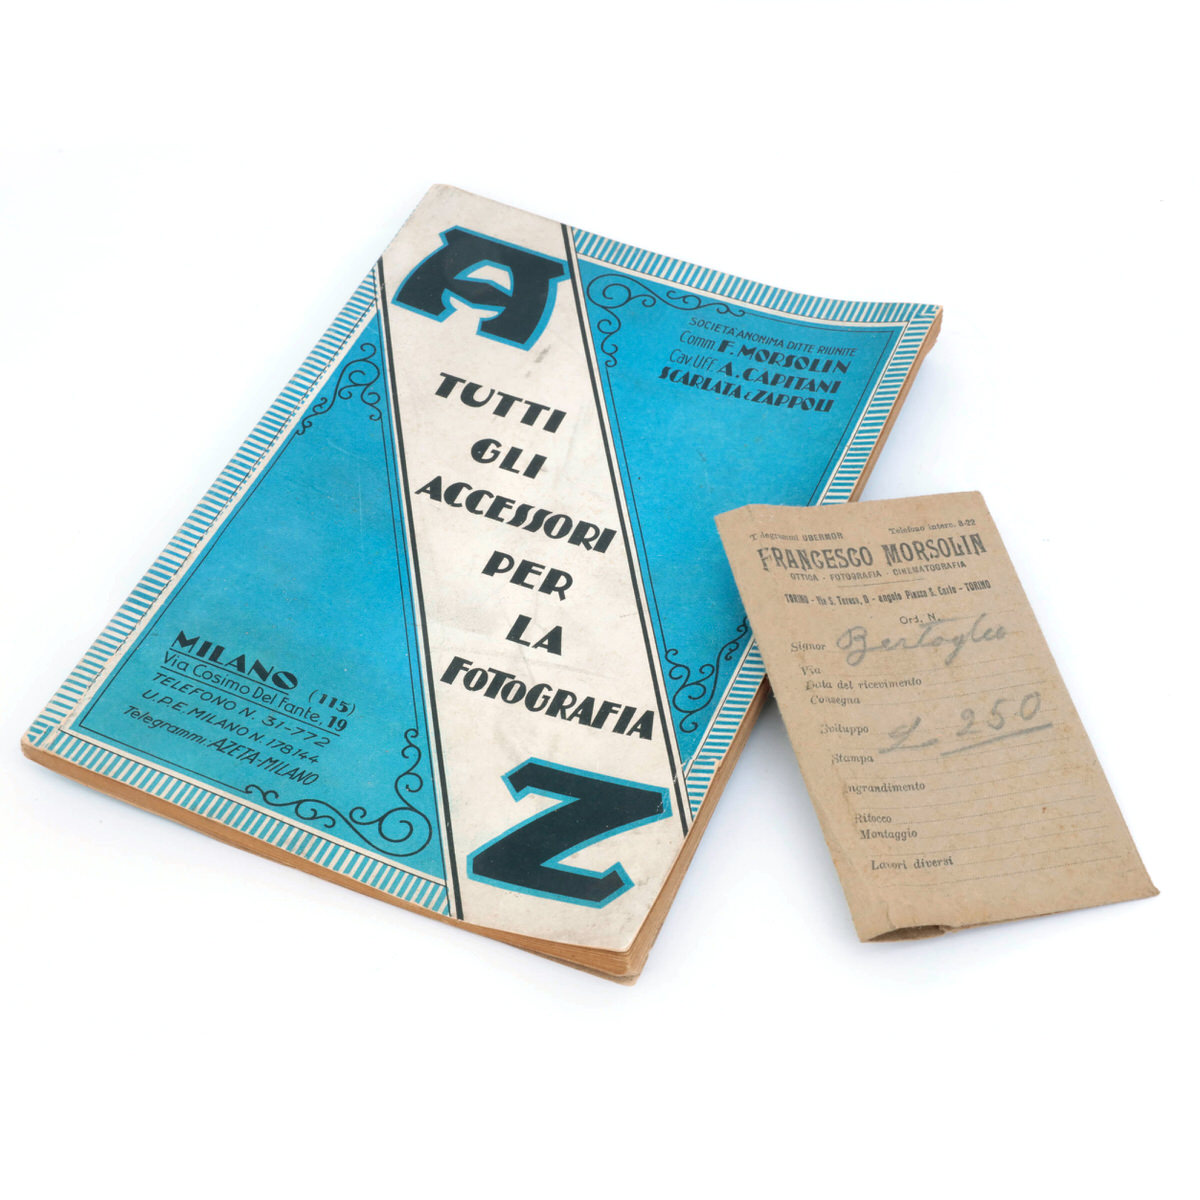 A
TUTTI
GLI
ACCESSORI
PER
LA
FOTOGRAFIA
Z
SOCIETÀ ANONIMA DITTE RIUNITE
Comm F. MORSOLIN
Cav. Uff. A. CAPITANI
SCARLATA e ZAPPOLI
MILANO (115)
Via Cosimo Del Fante, 19
TELEFONO N. 31-772
U.P.E. MILANO N. 178144
Telegrammi: AZETA-MILANO
Telegrammi UBERMOR Telefono interc. 8-22
FRANCESCO MORSOLIN
OTTICA - FOTOGRAFIA - CINEMATOGRAFIA
TORINO - Via S. Teresa, 0 - angolo Piazza S. Carlo - TORINO
Ord. N.
Signor
Via
Data del ricevimento
Consegna
Sviluppo £ 250
Stampa
Ingrandimento
Ritocco
Montaggio
Lavori diversi